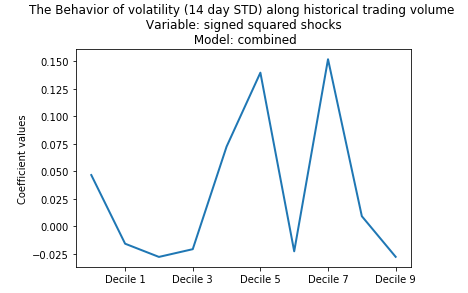 The Behavior of volatility (14 day STD) along historical trading volume
Variable: signed squared shocks
Model: combined
0.150
0.125
0.100
0.075
0.050
0.025
0.000
−0.025
Coefficient values
Decile 1 Decile 3 Decile 5 Decile 7 Decile 9